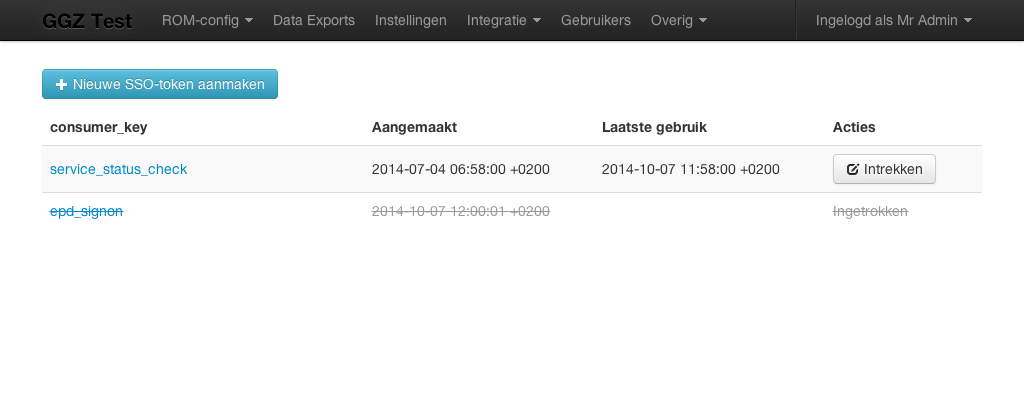 GGZ Test ROM-config Data Exports Instellingen Integratie Gebruikers Overig Ingelogd als Mr Admin
Nieuwe SSO-token aanmaken
consumer_key Aangemaakt Laatste gebruik Acties
service_status_check 2014-07-04 06:58:00 +0200 2014-10-07 11:58:00 +0200 Intrekken
epd_signon 2014-10-07 12:00:01 +0200 Ingetrokken